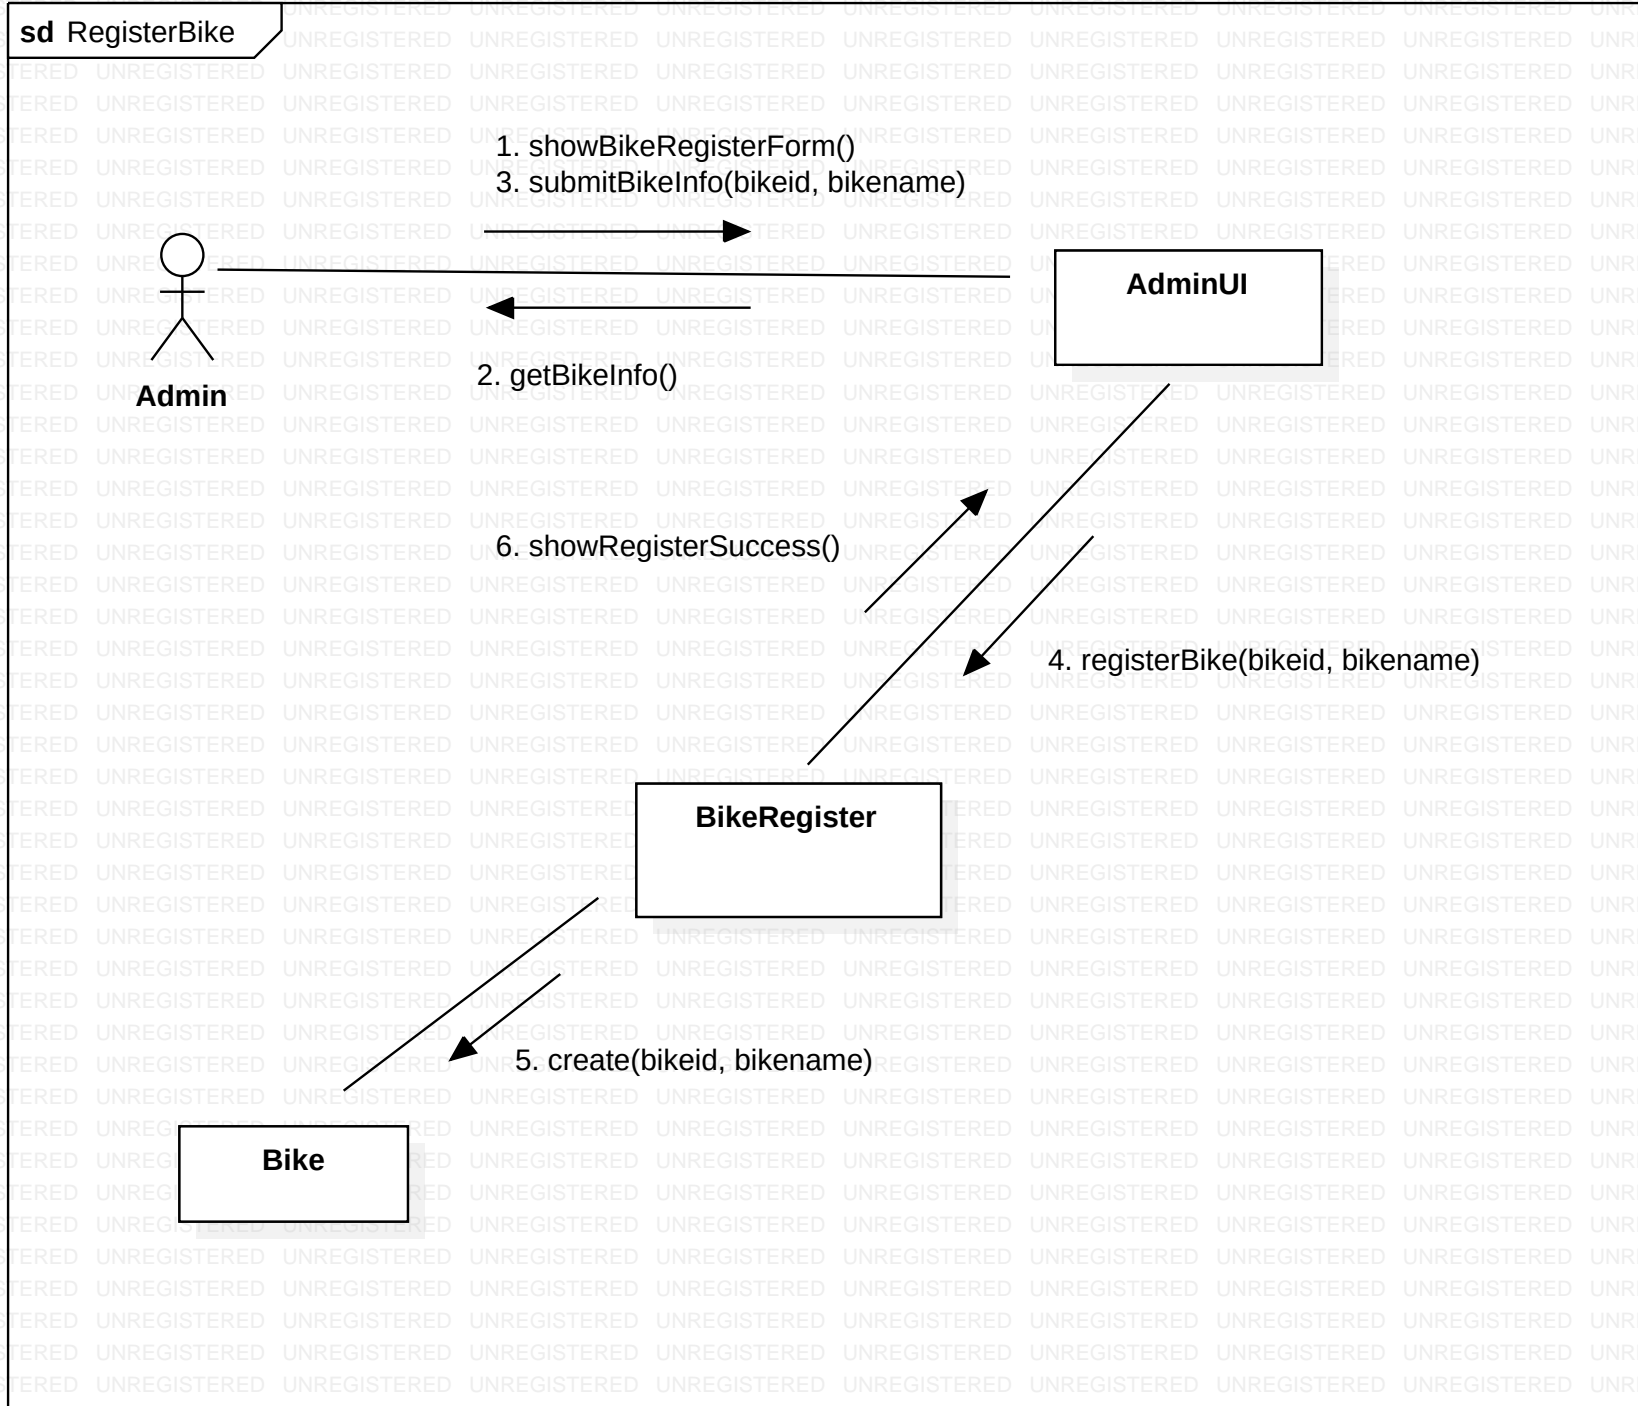 sd RegisterBike
1. showBikeRegisterForm()
3. submitBikeInfo(bikeid, bikename)
AdminUI
2. getBikeInfo()
Admin
6. showRegisterSuccess()
4. registerBike(bikeid, bikename)
BikeRegister
5. create(bikeid, bikename)
Bike
UNREGISTERED